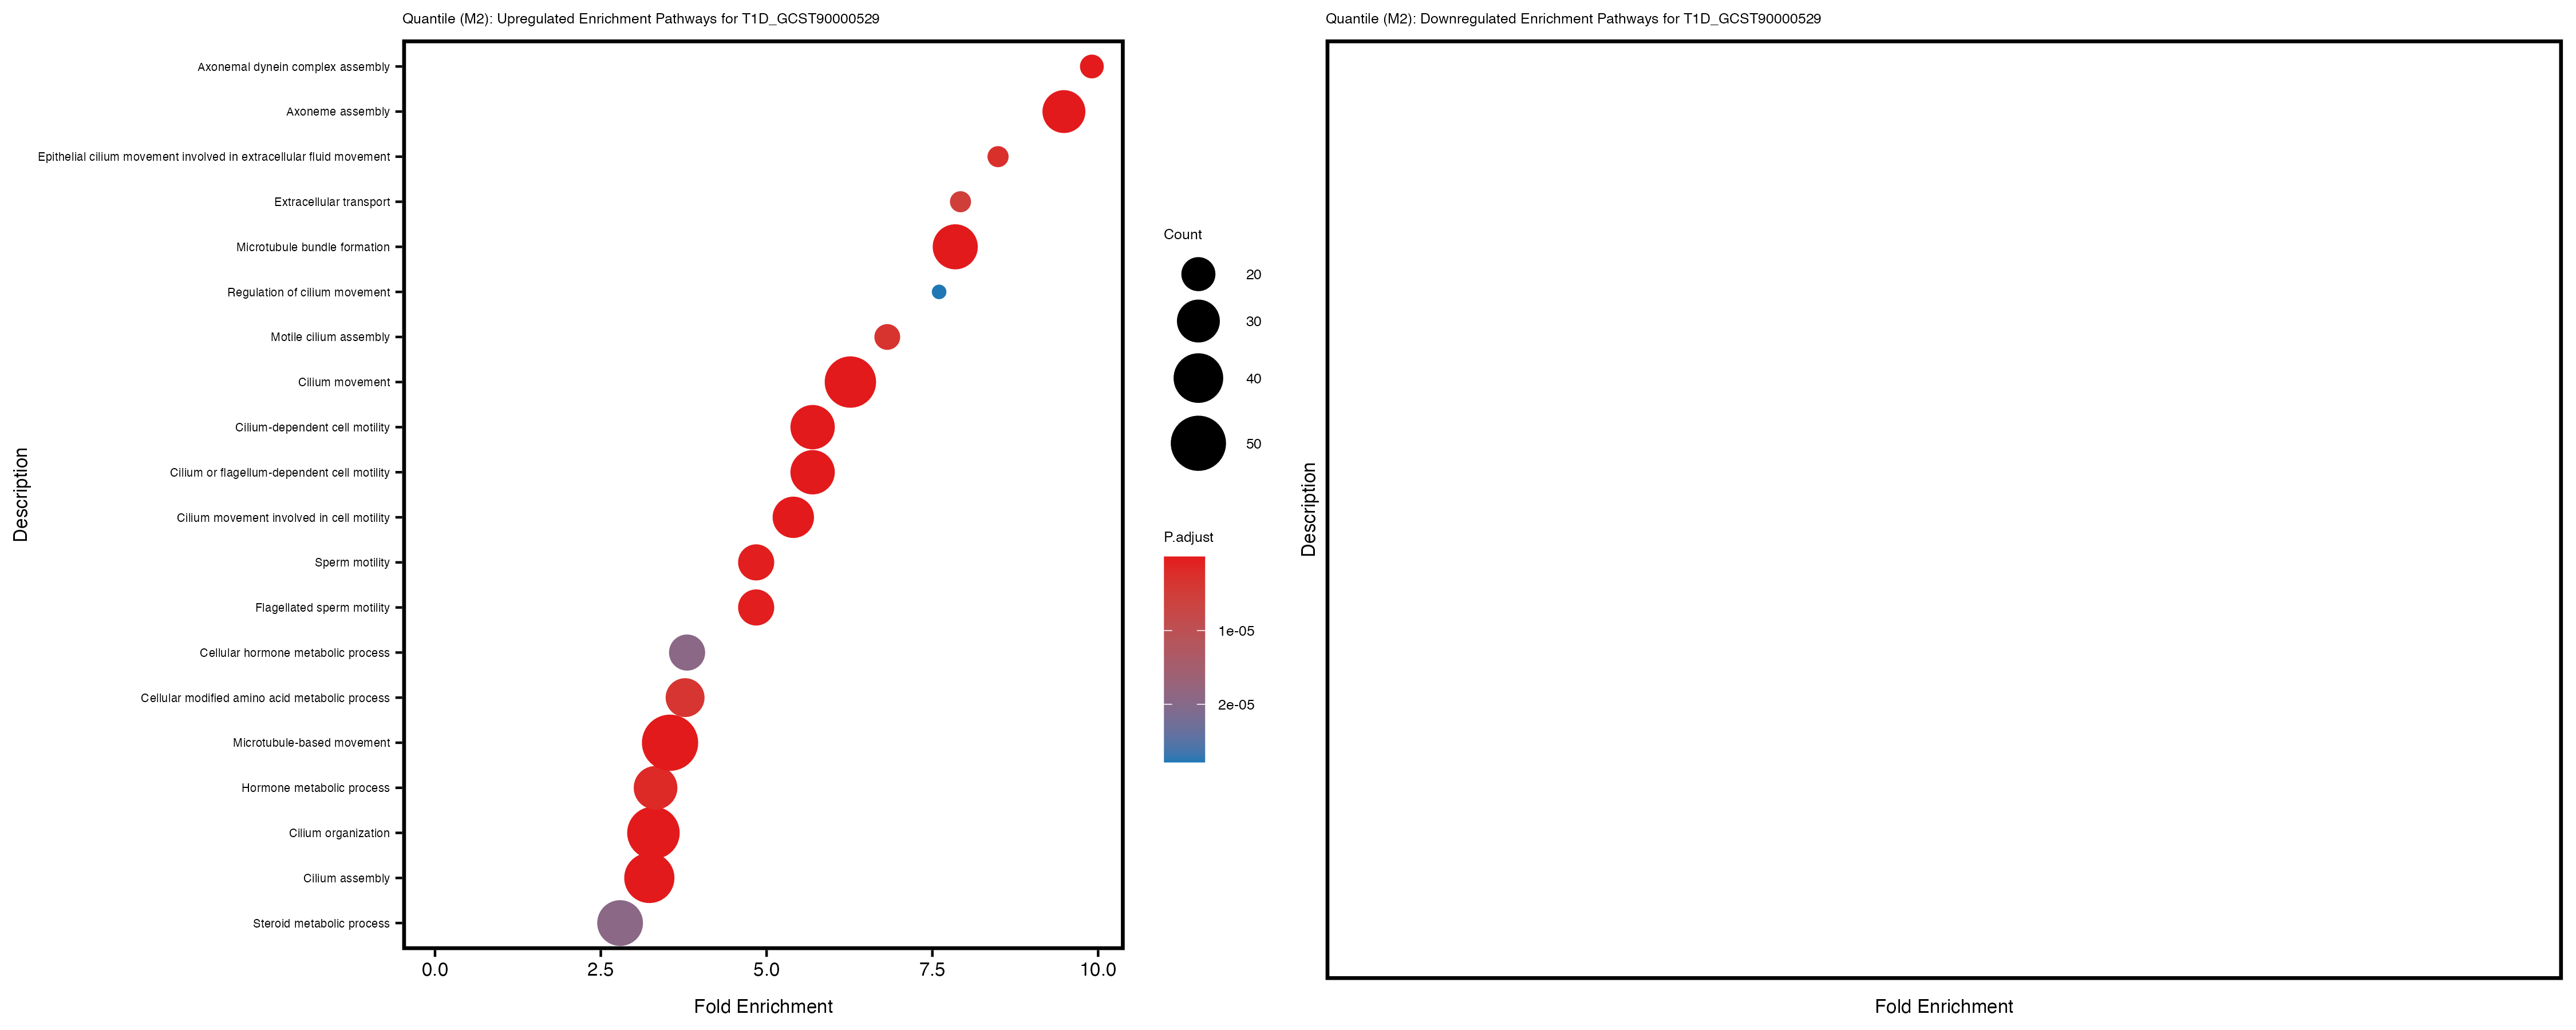 Quantile (M2): Upregulated Enrichment Pathways for T1D_GCST90000529
Axonemal dynein complex assembly
Axoneme assembly
Epithelial cilium movement involved in extracellular fluid movement
Extracellular transport
Microtubule bundle formation
Regulation of cilium movement
Motile cilium assembly
Cilium movement
Cilium-dependent cell motility
Cilium or flagellum-dependent cell motility
Cilium movement involved in cell motility
Sperm motility
Flagellated sperm motility
Cellular hormone metabolic process
Cellular modified amino acid metabolic process
Microtubule-based movement
Hormone metabolic process
Cilium organization
Cilium assembly
Steroid metabolic process
Description
0.0
2.5
5.0
7.5
10.0
Fold Enrichment
Count
20
30
40
50
P.adjust
1e-05
2e-05
Quantile (M2): Downregulated Enrichment Pathways for T1D_GCST90000529
Description
Fold Enrichment